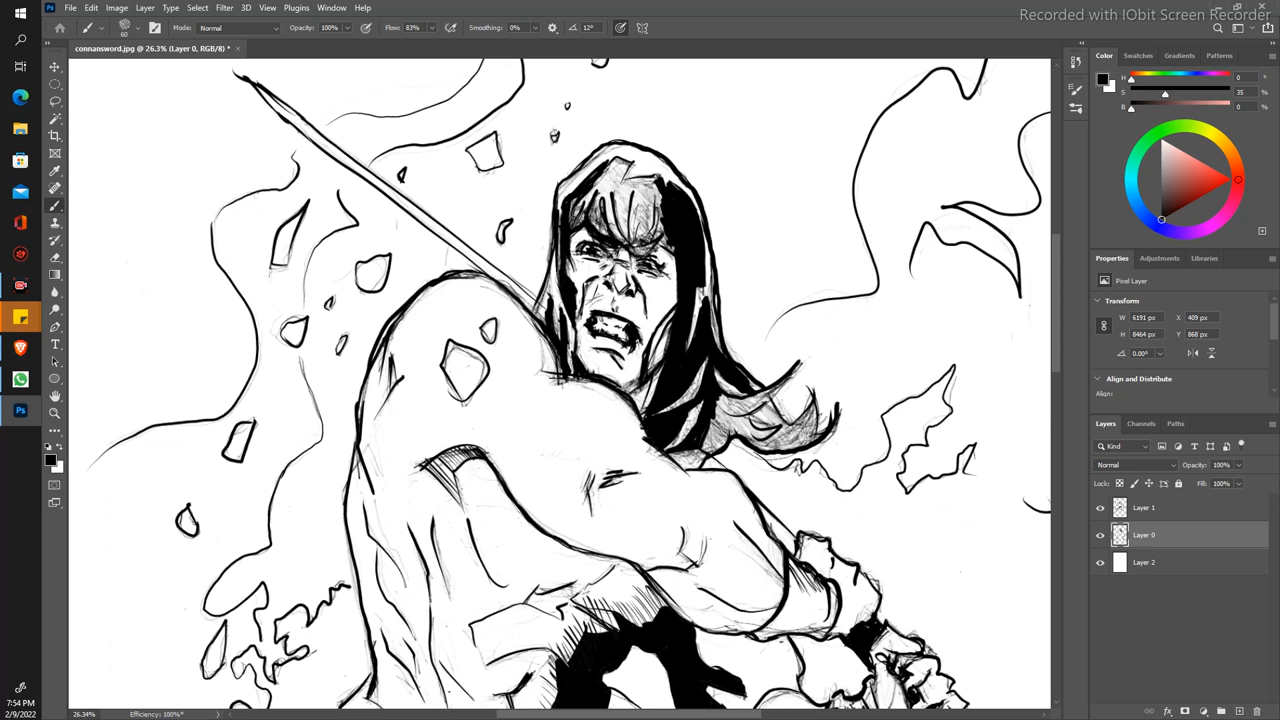 File Edit Image Layer Type Select Filter 3D View Plugins Window Help
Recorded with IObit Screen Recorder
60 Mode: Normal Opacity: 100% Flow: 83% Smoothing: 0% 12°
connansword.jpg @ 26.3% (Layer 0, RGB/8) *
Color Swatches Gradients Patterns
H 0 °
S 35 %
B 0 %
Properties Adjustments Libraries
Pixel Layer
Transform
W 6191 px X 409 px
H 8464 px Y 868 px
0.00°
Align and Distribute
Align:
Layers Channels Paths
Kind
Normal Opacity: 100%
Lock: Fill: 100%
Layer 1
Layer 0
Layer 2
7:54 PM
2/9/2022
26.34% Efficiency: 100%*